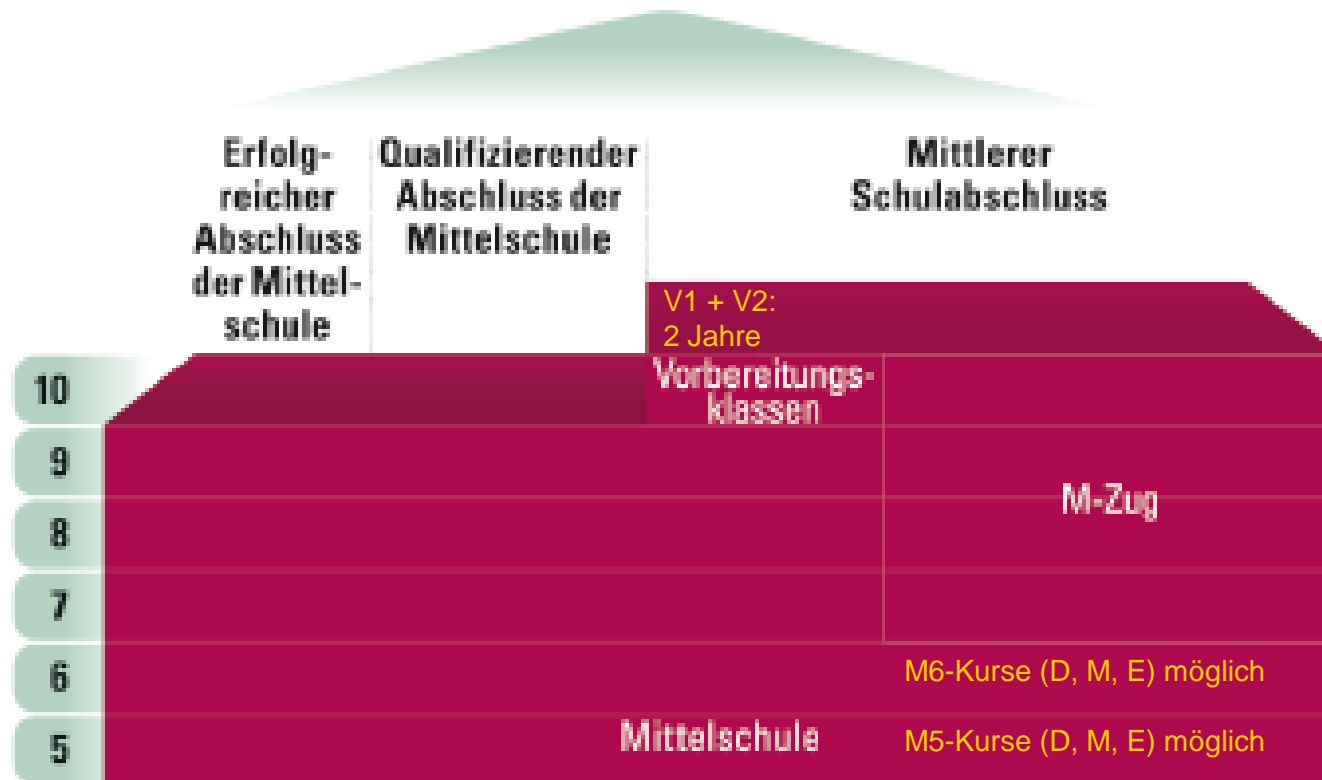 Erfolg-
reicher
Abschluss
der Mittel-
schule
Qualifizierender
Abschluss der
Mittelschule
Mittlerer
Schulabschluss
V1 + V2:
2 Jahre
10
Vorbereitungs-
klassen
9
M-Zug
8
7
6
M6-Kurse (D, M, E) möglich
5
Mittelschule
M5-Kurse (D, M, E) möglich